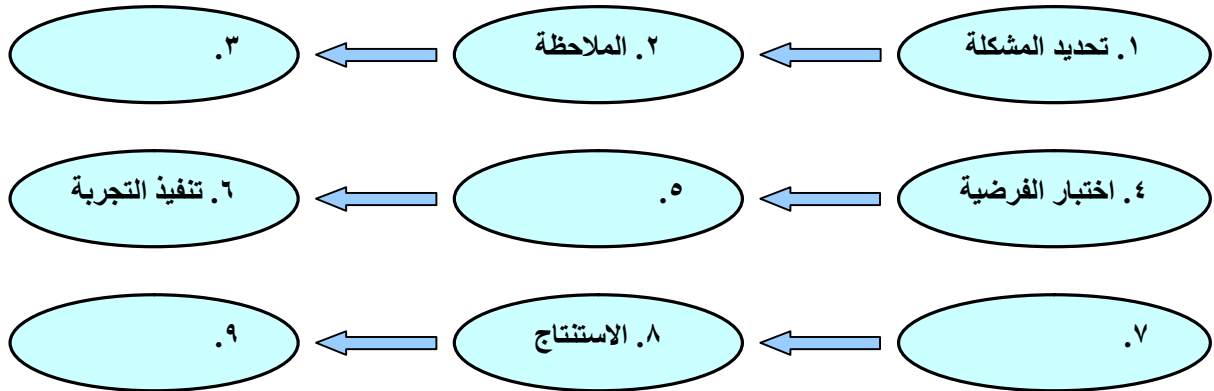 ١. تحديد المشكلة
٢. الملاحظة
٣.
٤. اختبار الفرضية
٥.
٦. تنفيذ التجربة
٧.
٨. الاستنتاج
٩.